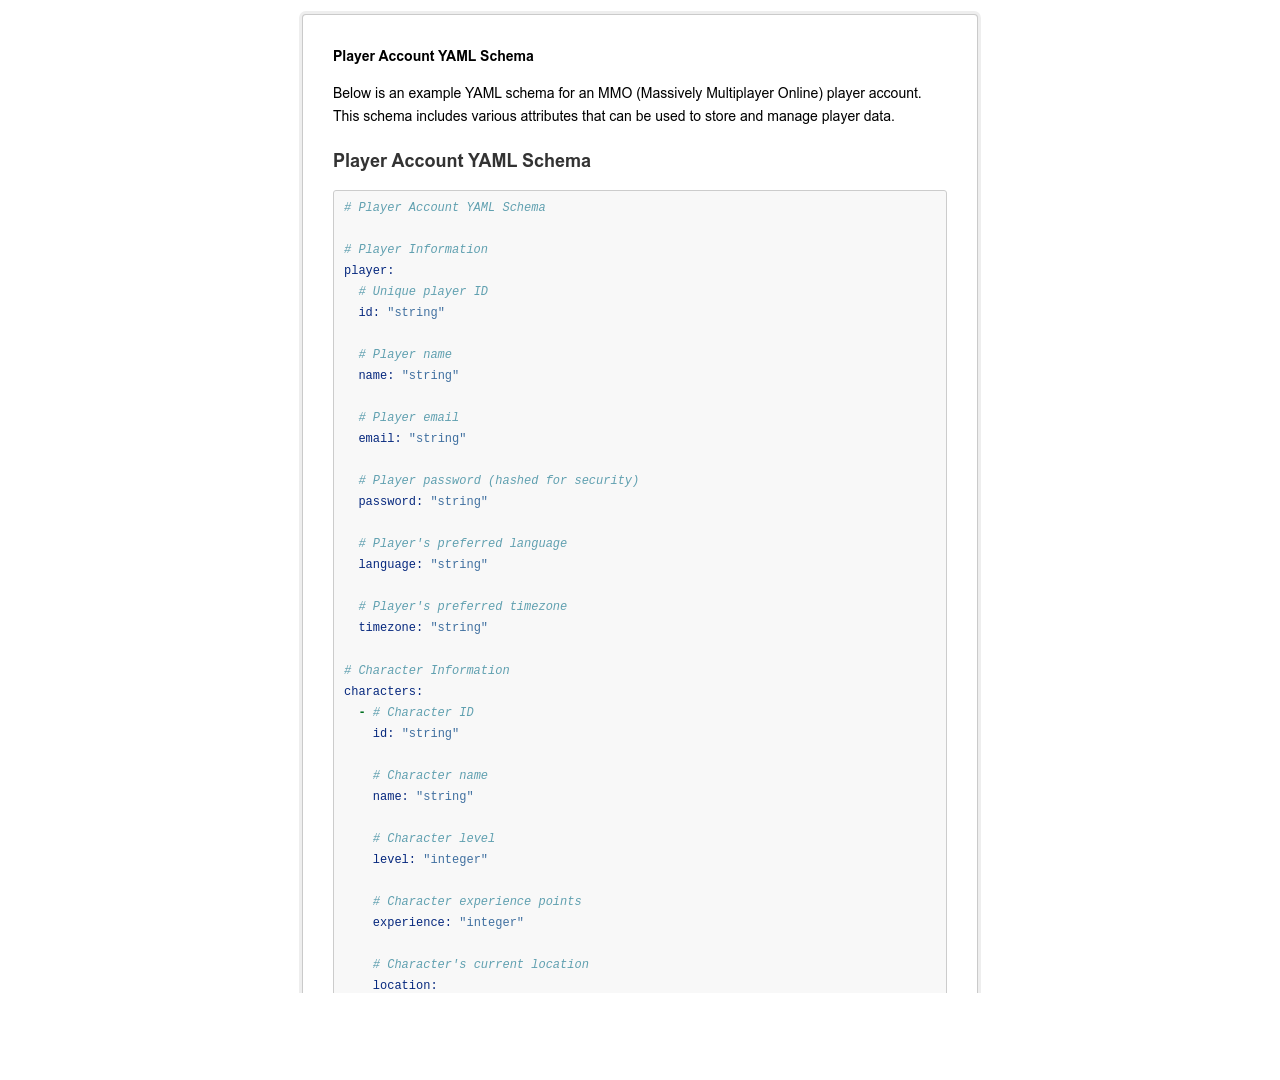 Player Account YAML Schema
Below is an example YAML schema for an MMO (Massively Multiplayer Online) player account.
This schema includes various attributes that can be used to store and manage player data.
Player Account YAML Schema
# Player Account YAML Schema
# Player Information
player:
# Unique player ID
id: "string"
# Player name
name: "string"
# Player email
email: "string"
# Player password (hashed for security)
password: "string"
# Player's preferred language
language: "string"
# Player's preferred timezone
timezone: "string"
# Character Information
characters:
- # Character ID
id: "string"
# Character name
name: "string"
# Character level
level: "integer"
# Character experience points
experience: "integer"
# Character's current location
location: